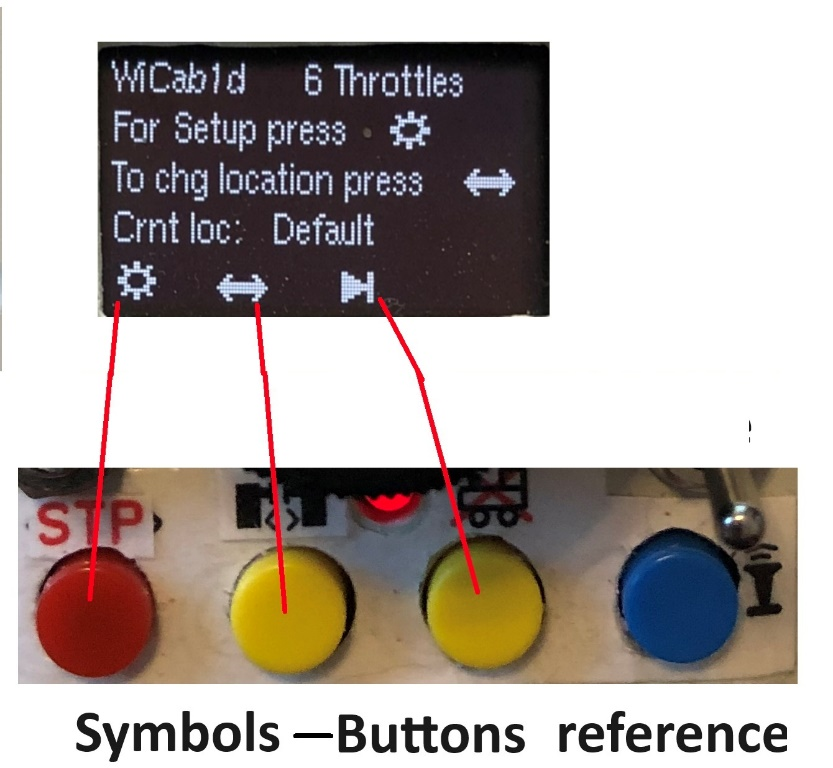 WiCab1d 6 Throttles
For Setup press
To chg location press
Crnt loc: Default
STP
Symbols – Buttons reference